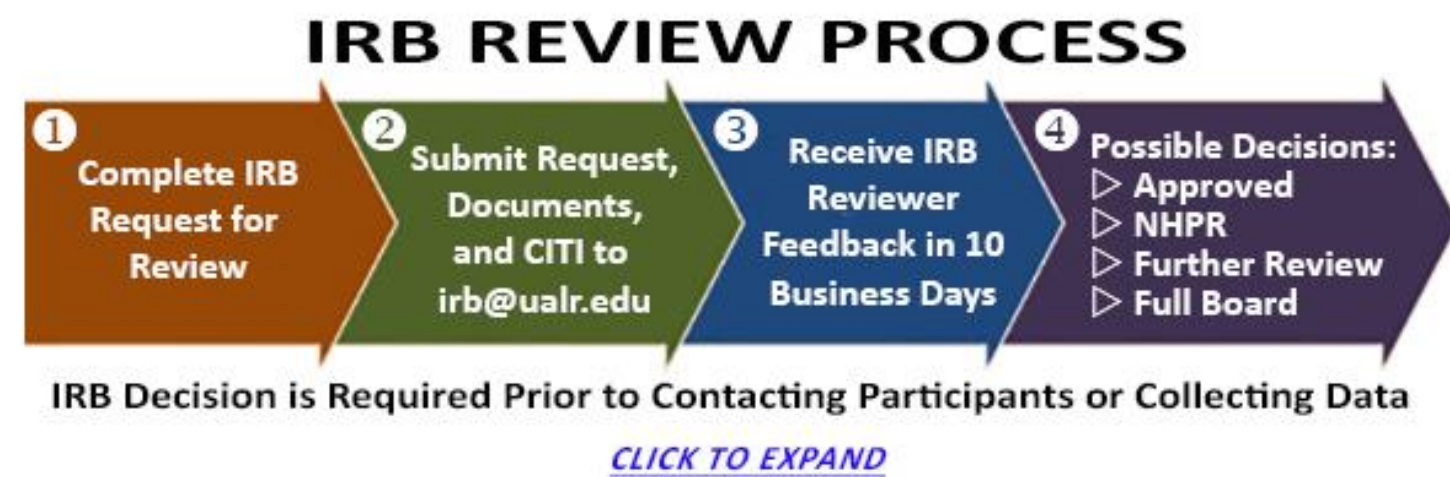 IRB REVIEW PROCESS
1
Complete IRB
Request for
Review
2
Submit Request,
Documents,
and CITI to
irb@ualr.edu
3
Receive IRB
Reviewer
Feedback in 10
Business Days
4
Possible Decisions:
▷ Approved
▷ NHPR
▷ Further Review
▷ Full Board
IRB Decision is Required Prior to Contacting Participants or Collecting Data
CLICK TO EXPAND